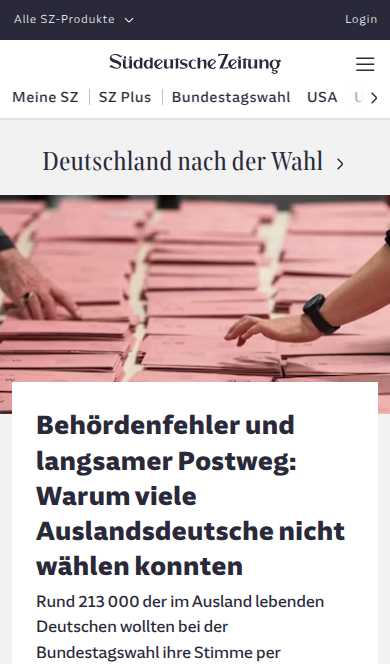 Alle SZ-Produkte
Login
Süddeutsche Zeitung
Meine SZ
SZ Plus
Bundestagswahl
USA
Deutschland nach der Wahl
Behördenfehler und
langsamer Postweg:
Warum viele
Auslandsdeutsche nicht
wählen konnten
Rund 213 000 der im Ausland lebenden
Deutschen wollten bei der
Bundestagswahl ihre Stimme per